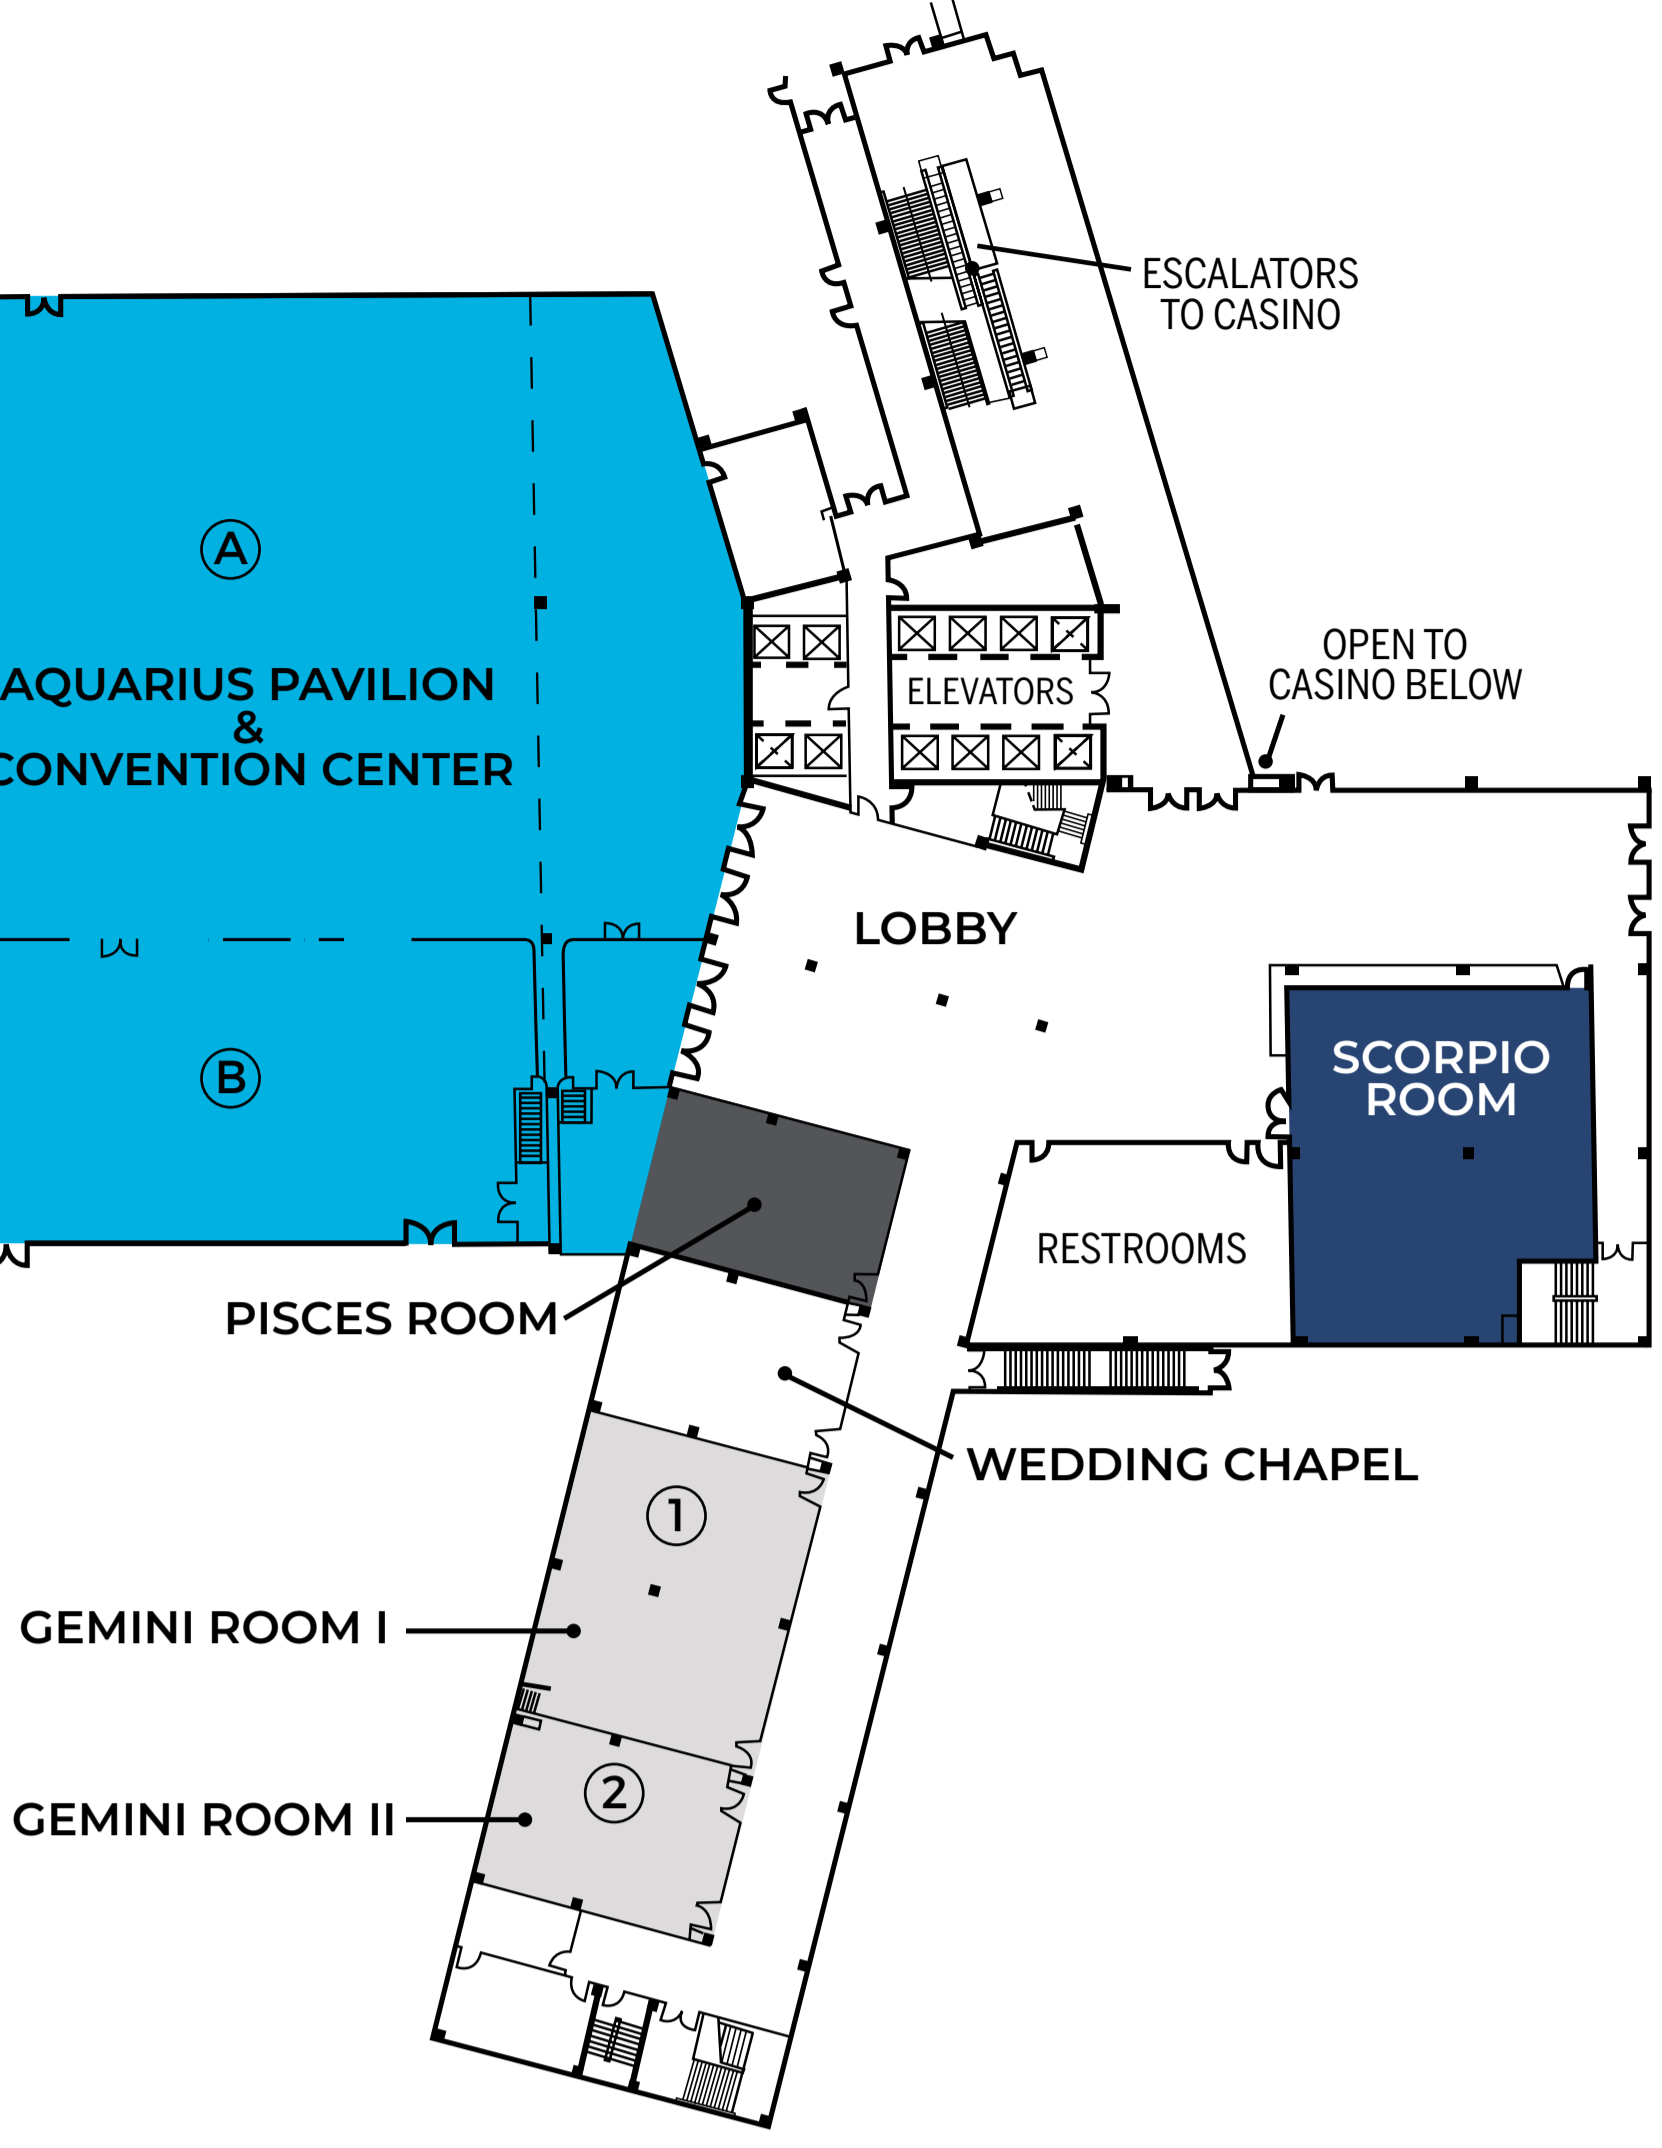 ESCALATORS
TO CASINO
A
OPEN TO
CASINO BELOW
AQUARIUS PAVILION
&
CONVENTION CENTER
ELEVATORS
LOBBY
B
SCORPIO
ROOM
RESTROOMS
PISCES ROOM
WEDDING CHAPEL
1
GEMINI ROOM I
2
GEMINI ROOM II